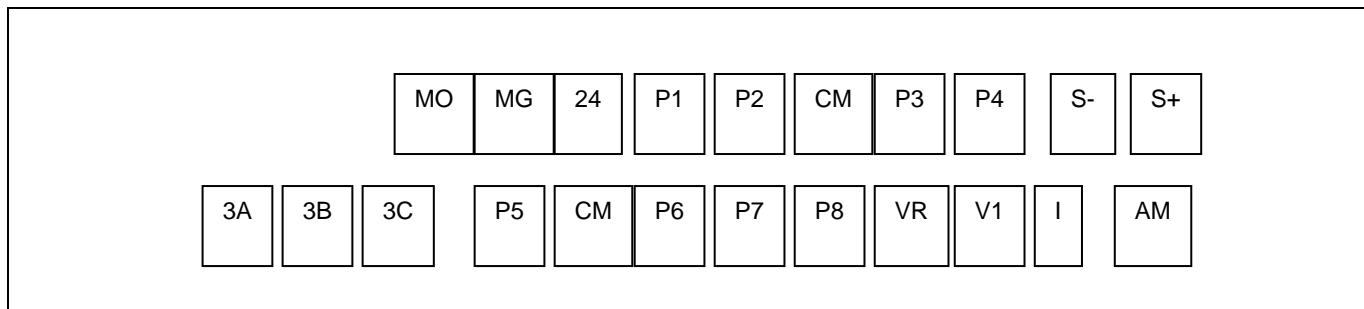 MO MG 24 P1 P2 CM P3 P4 S- S+
3A 3B 3C P5 CM P6 P7 P8 VR V1 I AM